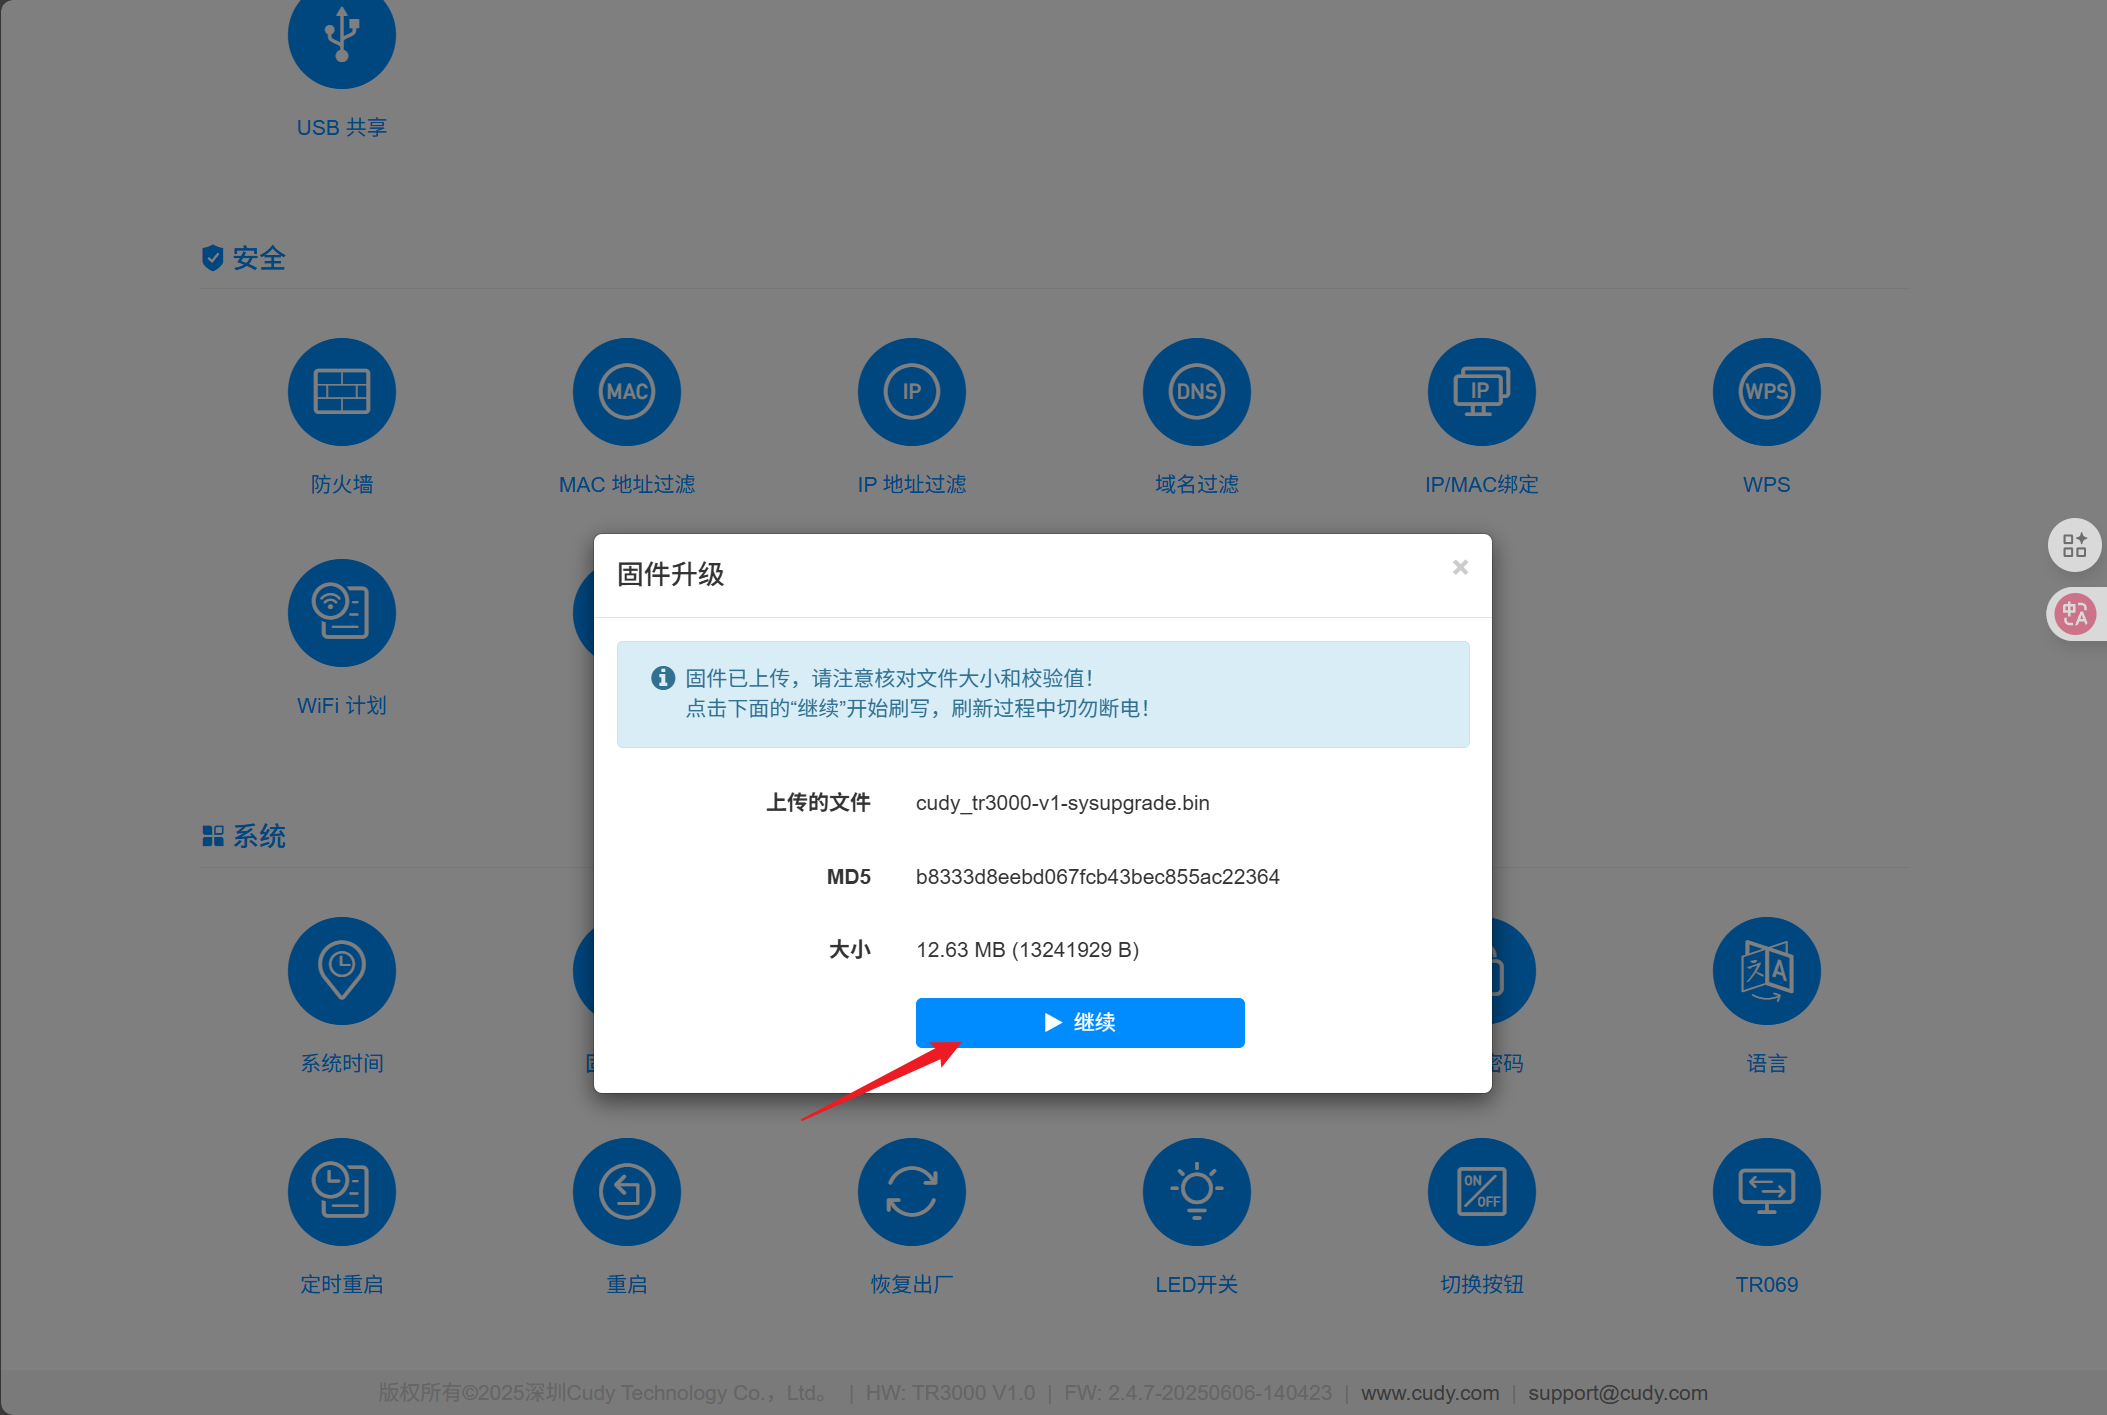 USB 共享
安全
MAC
IP
DNS
IP
WPS
防火墙
MAC 地址过滤
IP 地址过滤
域名过滤
IP/MAC绑定
WPS
固件升级
×
固件已上传，请注意核对文件大小和校验值！
点击下面的“继续”开始刷写，刷新过程中切勿断电！
WiFi 计划
上传的文件
cudy_tr3000-v1-sysupgrade.bin
系统
MD5
b8333d8eebd067fcb43bec855ac22364
大小
12.63 MB (13241929 B)
继续
系统时间
密码
语言
ON
OFF
定时重启
重启
恢复出厂
LED开关
切换按钮
TR069
版权所有©2025深圳Cudy Technology Co.，Ltd。 | HW: TR3000 V1.0 | FW: 2.4.7-20250606-140423 | www.cudy.com | support@cudy.com